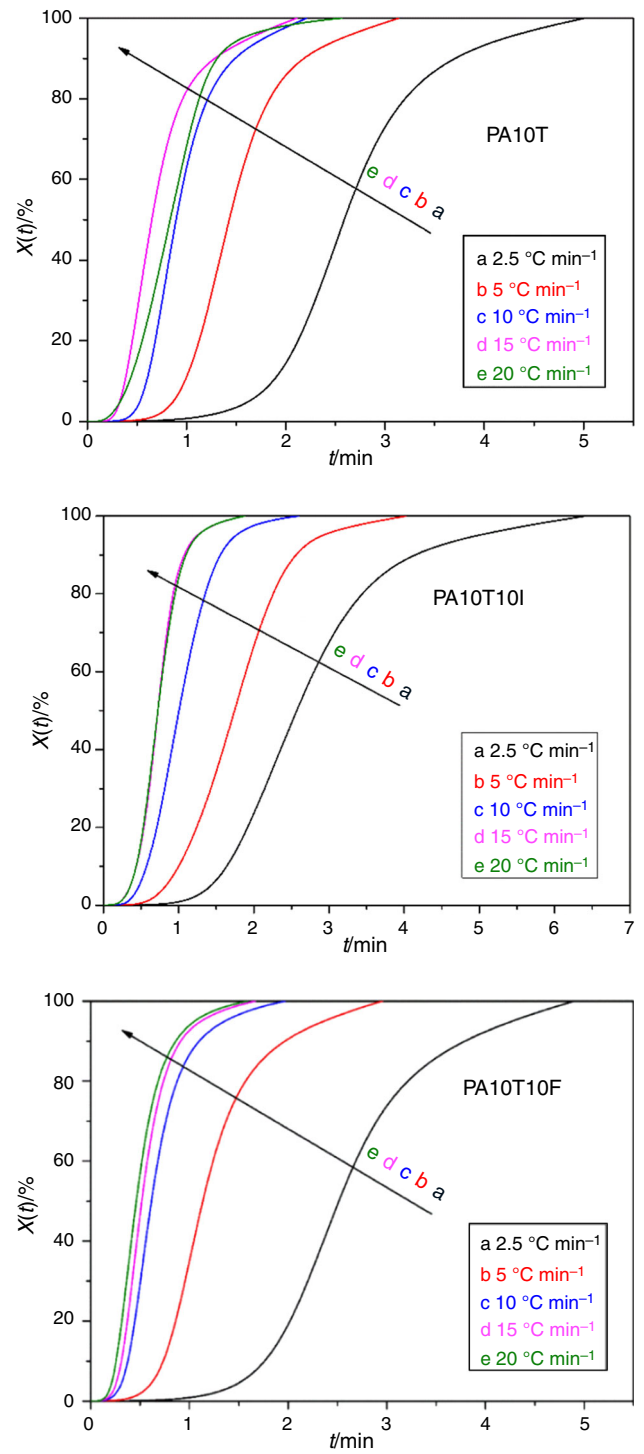 100
80
60
40
20
0
X(t)/%
PA10T
e d c b a
a 2.5 °C min⁻¹
b 5 °C min⁻¹
c 10 °C min⁻¹
d 15 °C min⁻¹
e 20 °C min⁻¹
0 1 2 3 4 5
t/min
100
80
60
40
20
0
X(t)/%
PA10T10I
e d c b a
a 2.5 °C min⁻¹
b 5 °C min⁻¹
c 10 °C min⁻¹
d 15 °C min⁻¹
e 20 °C min⁻¹
0 1 2 3 4 5 6 7
t/min
100
80
60
40
20
0
X(t)/%
PA10T10F
e d c b a
a 2.5 °C min⁻¹
b 5 °C min⁻¹
c 10 °C min⁻¹
d 15 °C min⁻¹
e 20 °C min⁻¹
0 1 2 3 4 5
t/min